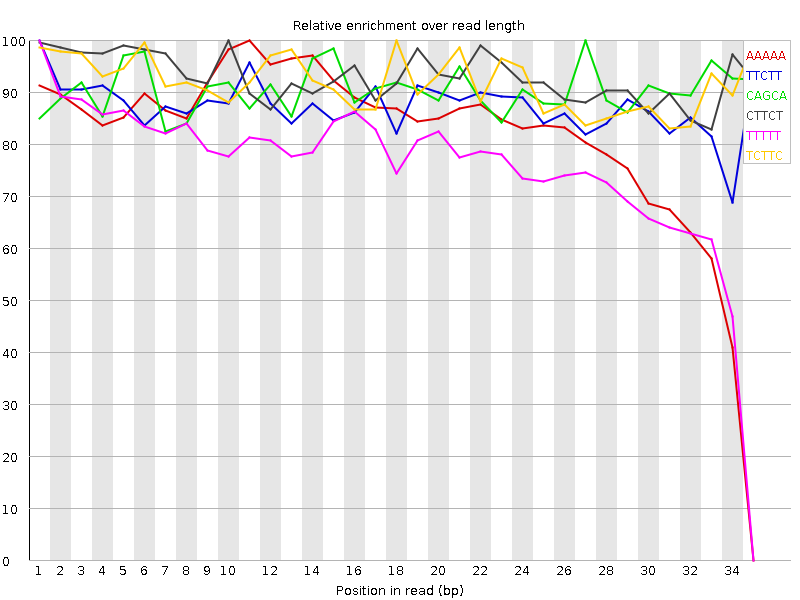 Relative enrichment over read length
100
90
80
70
60
50
40
30
20
10
0
AAAAA
TTCTT
CAGCA
CTTCT
TTTTT
TCTTC
1 2 3 4 5 6 7 8 9 10 12 14 16 18 20 22 24 26 28 30 32 34
Position in read (bp)